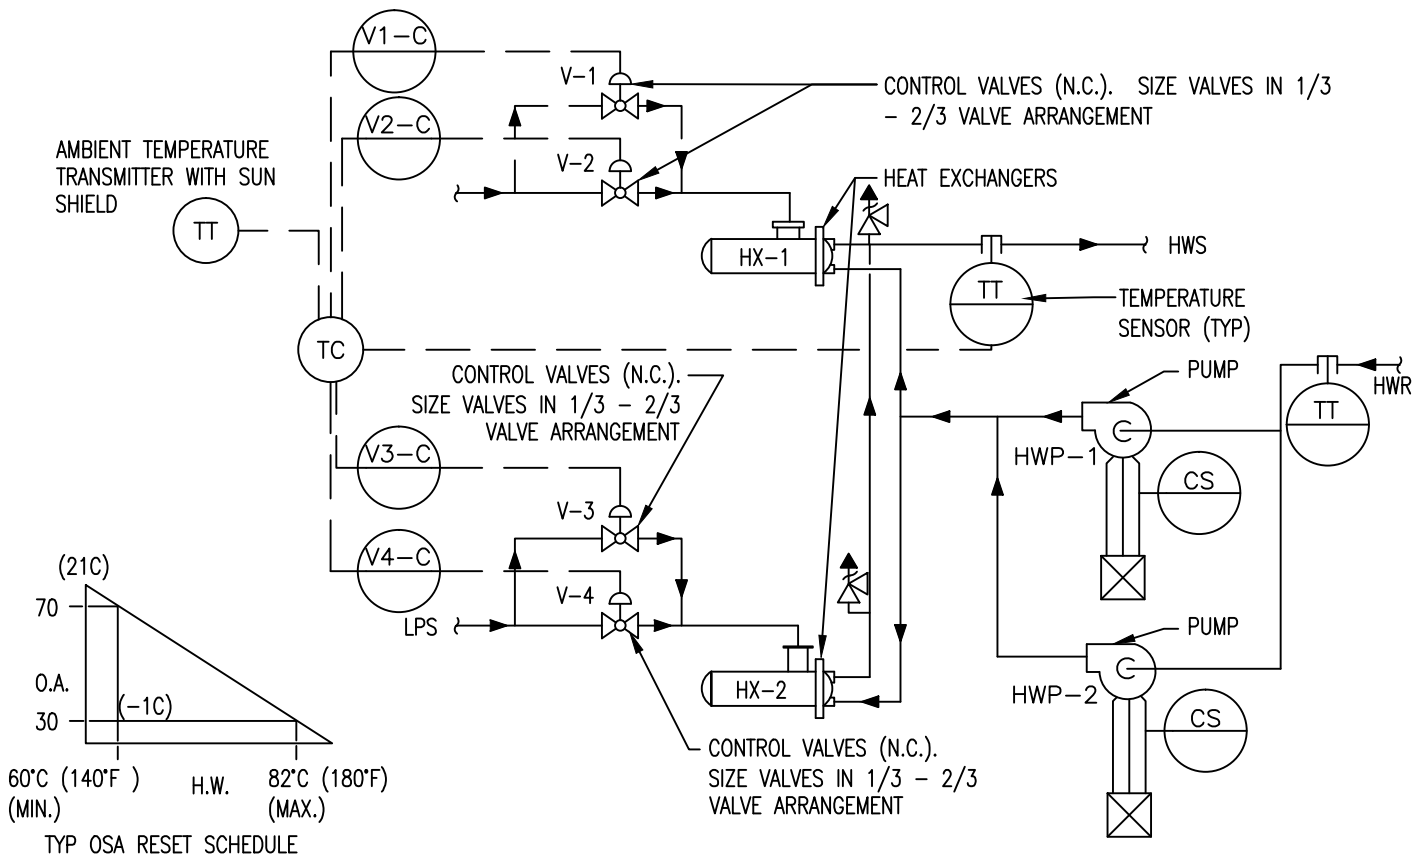 V1-C
V-1
CONTROL VALVES (N.C.). SIZE VALVES IN 1/3
- 2/3 VALVE ARRANGEMENT
V2-C
V-2
AMBIENT TEMPERATURE
TRANSMITTER WITH SUN
SHIELD
TT
HEAT EXCHANGERS
HX-1
HWS
TT
TEMPERATURE
SENSOR (TYP)
TC
CONTROL VALVES (N.C.).
SIZE VALVES IN 1/3 - 2/3
VALVE ARRANGEMENT
PUMP
HWR
TT
C
HWP-1
CS
V3-C
V-3
V4-C
V-4
LPS
HX-2
PUMP
C
HWP-2
CS
CONTROL VALVES (N.C.).
SIZE VALVES IN 1/3 - 2/3
VALVE ARRANGEMENT
(21C)
70
O.A.
(-1C)
30
60°C (140°F )
(MIN.)
H.W.
82°C (180°F)
(MAX.)
TYP OSA RESET SCHEDULE